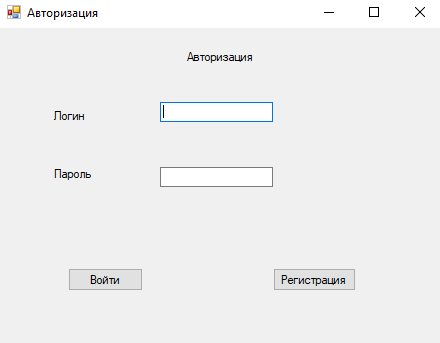 Авторизация
Авторизация
Логин
Пароль
Войти
Регистрация